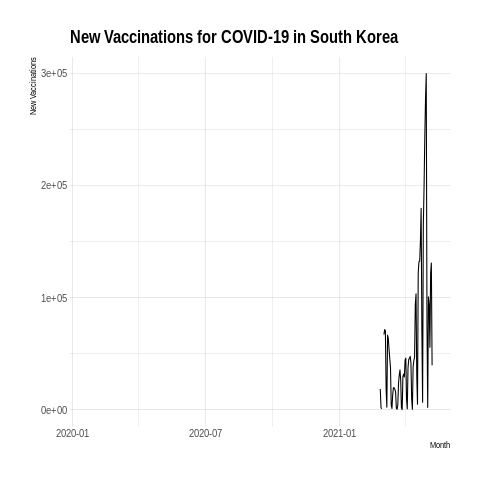 New Vaccinations for COVID-19 in South Korea
New Vaccinations
3e+05
2e+05
1e+05
0e+00
2020-01
2020-07
2021-01
Month